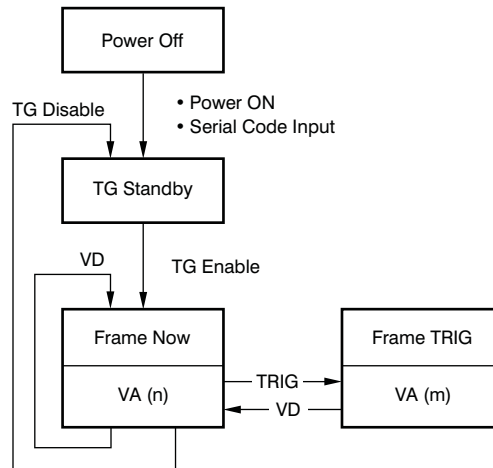 Power Off
TG Disable
• Power ON
• Serial Code Input
TG Standby
VD
TG Enable
Frame Now
Frame TRIG
VA (n)
TRIG
VA (m)
VD